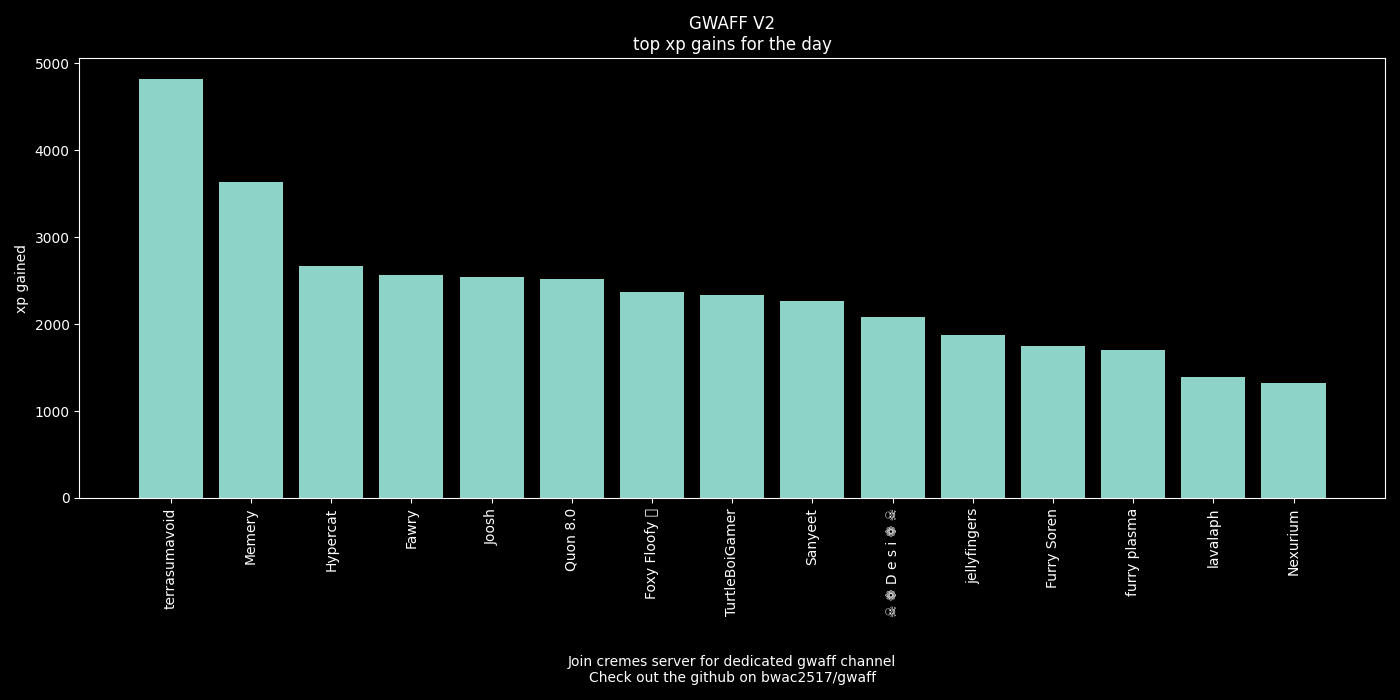 GWAFF V2
top xp gains for the day
xp gained
5000
4000
3000
2000
1000
0
terrasumavoid
Memery
Hypercat
Fawry
Joosh
Quon 8.0
Foxy Floofy ▯
TurtleBoiGamer
Sanyeet
☠ ❁ D e s i ❁ ☠
jellyfingers
Furry Soren
furry plasma
lavalaph
Nexurium
Join cremes server for dedicated gwaff channel
Check out the github on bwac2517/gwaff